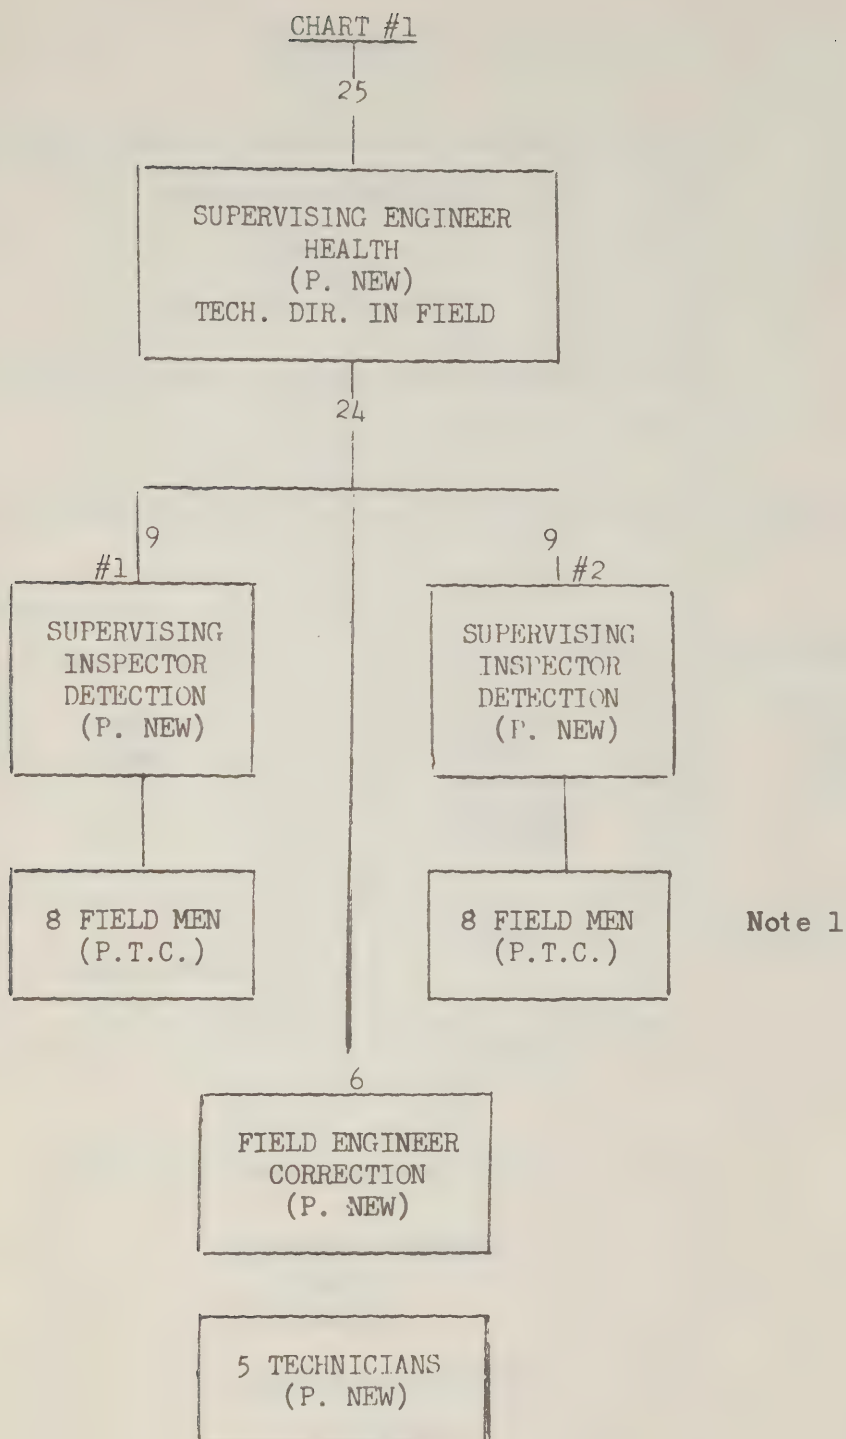 CHART #1
25
SUPERVISING ENGINEER
HEALTH
(P. NEW)
TECH. DIR. IN FIELD
24
9
#1
SUPERVISING
INSPECTOR
DETECTION
(P. NEW)
8 FIELD MEN
(P.T.C.)
9
#2
SUPERVISING
INSPECTOR
DETECTION
(P. NEW)
8 FIELD MEN
(P.T.C.)
Note 1
6
FIELD ENGINEER
CORRECTION
(P. NEW)
5 TECHNICIANS
(P. NEW)